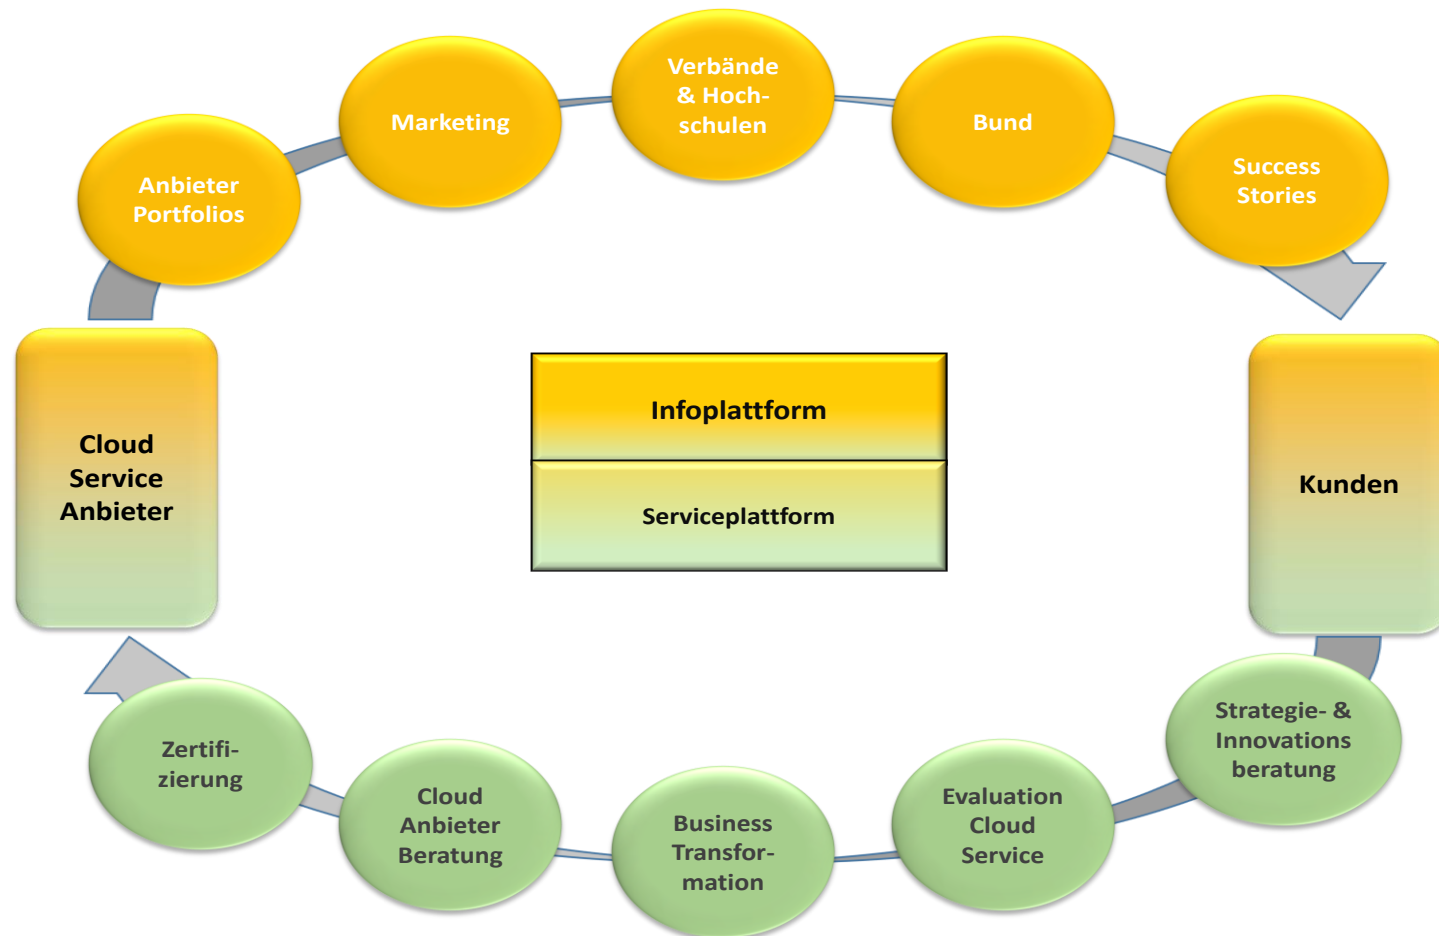 Verbände
& Hoch-
schulen
Marketing
Bund
Anbieter
Portfolios
Success
Stories
Cloud
Service
Anbieter
Infoplattform
Serviceplattform
Kunden
Zertifi-
zierung
Cloud
Anbieter
Beratung
Business
Transfor-
mation
Evaluation
Cloud
Service
Strategie- &
Innovations
beratung